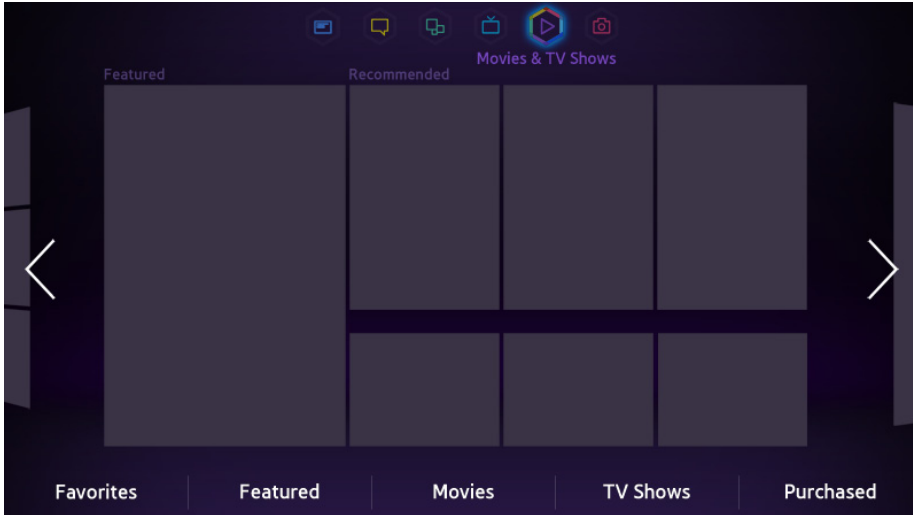 Movies & TV Shows
Featured
Recommended
Favorites
Featured
Movies
TV Shows
Purchased